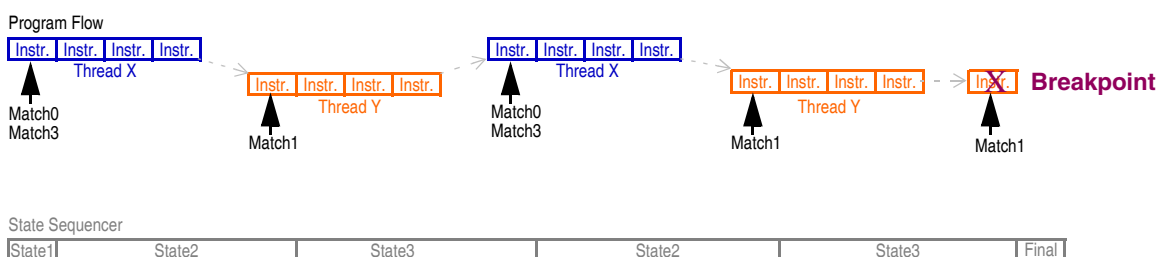 Program Flow
Instr. Instr. Instr. Instr.
Thread X
Match0
Match3
Instr. Instr. Instr. Instr.
Thread Y
Match1
Instr. Instr. Instr. Instr.
Thread X
Match0
Match3
Instr. Instr. Instr. Instr.
Thread Y
Match1
Instr.
X
Breakpoint
Match1
State Sequencer
State1 State2 State3 State2 State3 Final